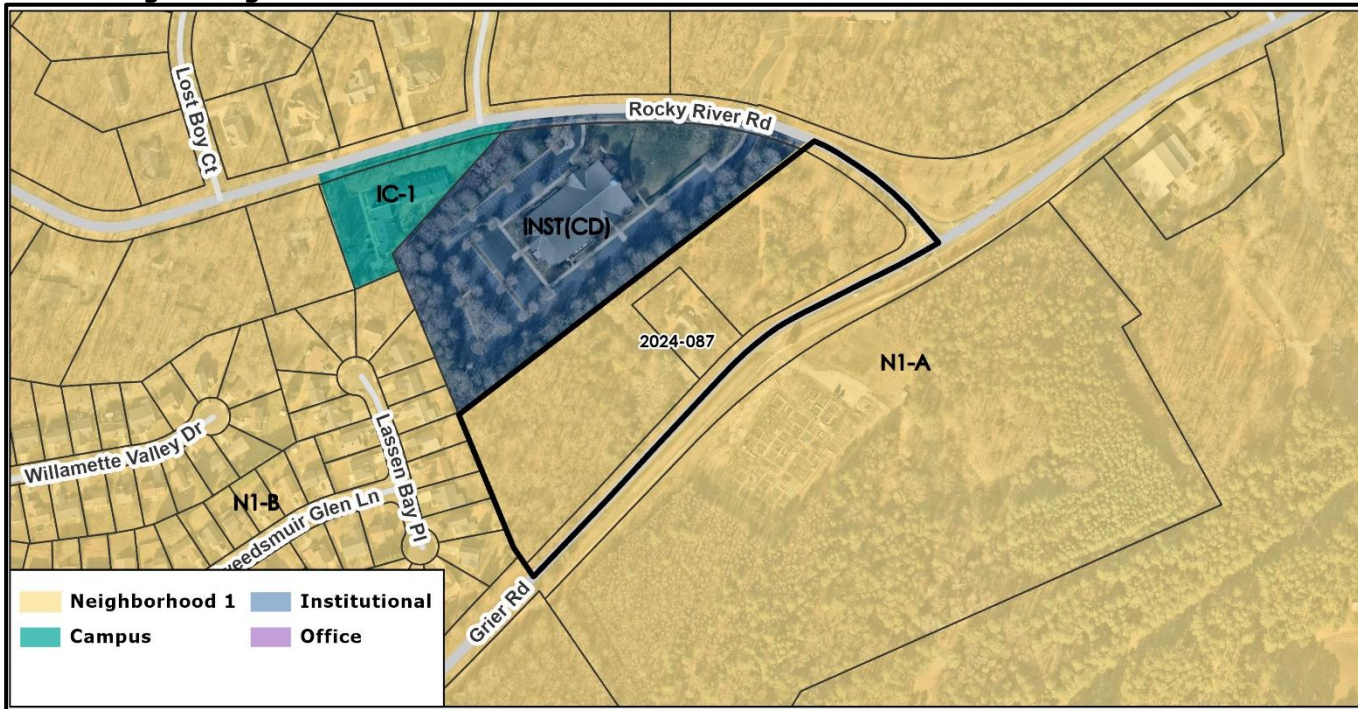 Rocky River Rd
Lost Boy Ct
IC-1
INST(CD)
2024-087
N1-A
Willamette Valley Dr
Lassen Bay Pl
N1-B
weedsmuir Glen Ln
Grier Rd
Neighborhood 1
Institutional
Campus
Office